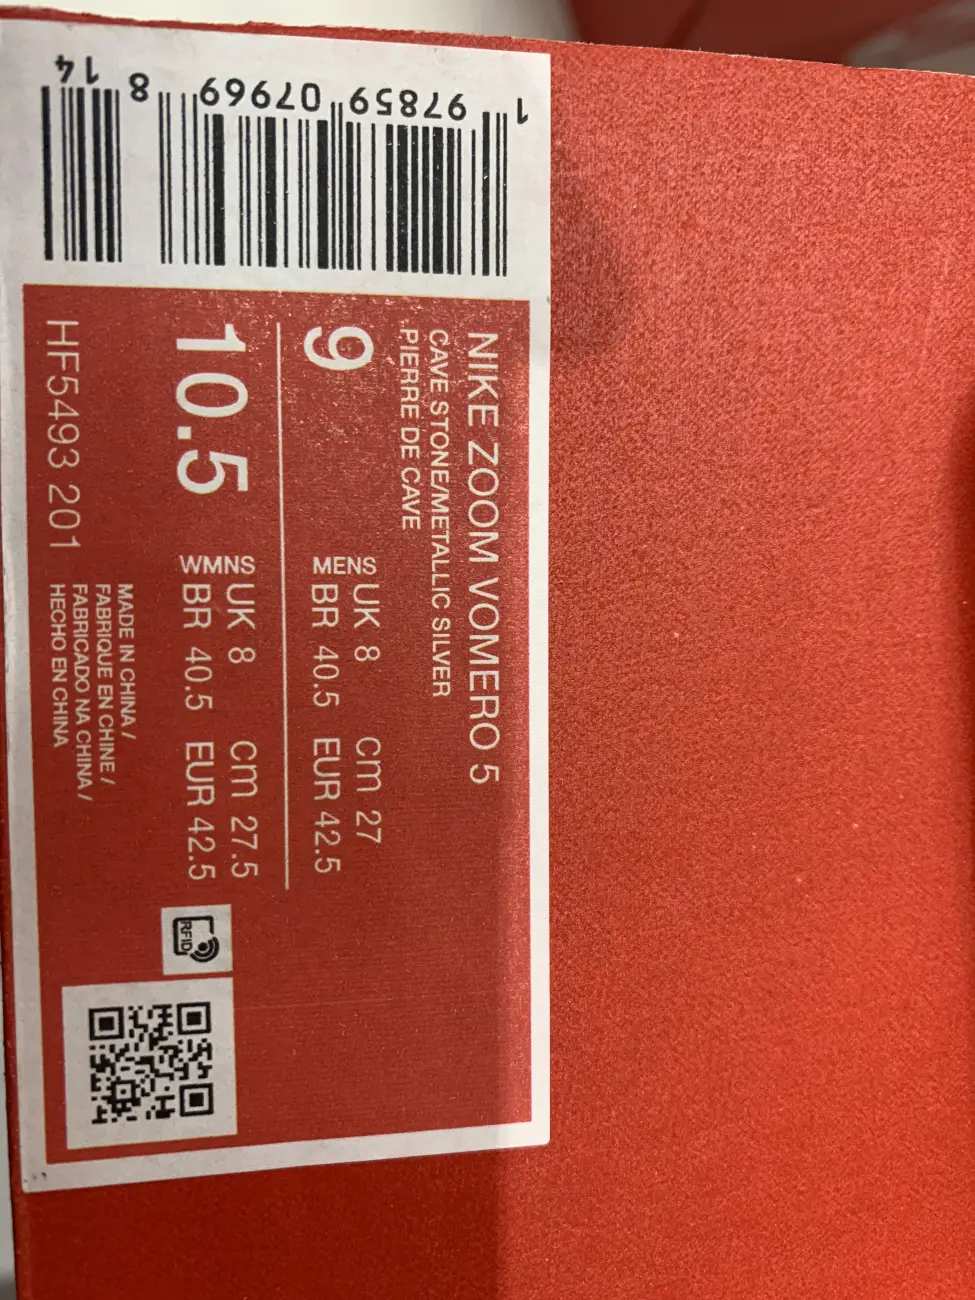 NIKE ZOOM VOMERO 5
CAVE STONE/METALLIC SILVER
.PIERRE DE CAVE
9 MENS UK 8 cm 27
BR 40.5 EUR 42.5
10.5 WMNS UK 8 cm 27.5
BR 40.5 EUR 42.5
HF5493 201
MADE IN CHINA /
FABRIQUE EN CHINE /
FABRICADO NA CHINA /
HECHO EN CHINA
RFID
1 97859 07969 8 14